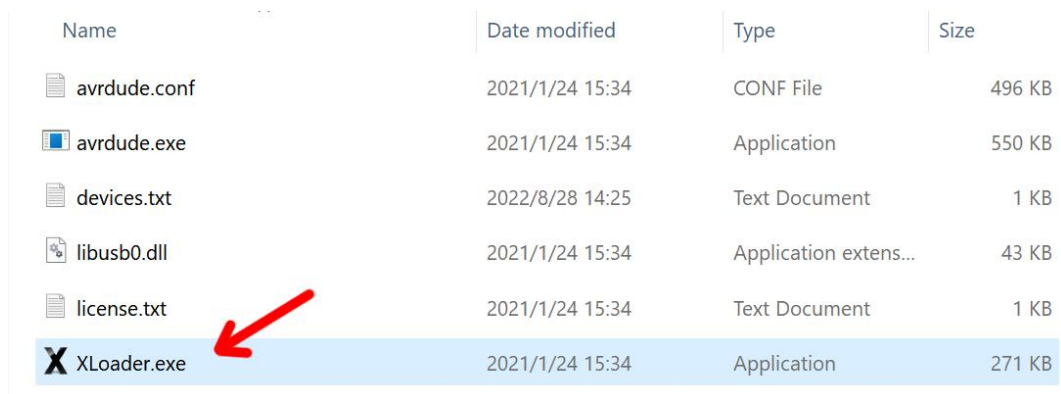 Name Date modified Type Size
avrdude.conf 2021/1/24 15:34 CONF File 496 KB
avrdude.exe 2021/1/24 15:34 Application 550 KB
devices.txt 2022/8/28 14:25 Text Document 1 KB
libusb0.dll 2021/1/24 15:34 Application extens... 43 KB
license.txt 2021/1/24 15:34 Text Document 1 KB
XLoader.exe 2021/1/24 15:34 Application 271 KB